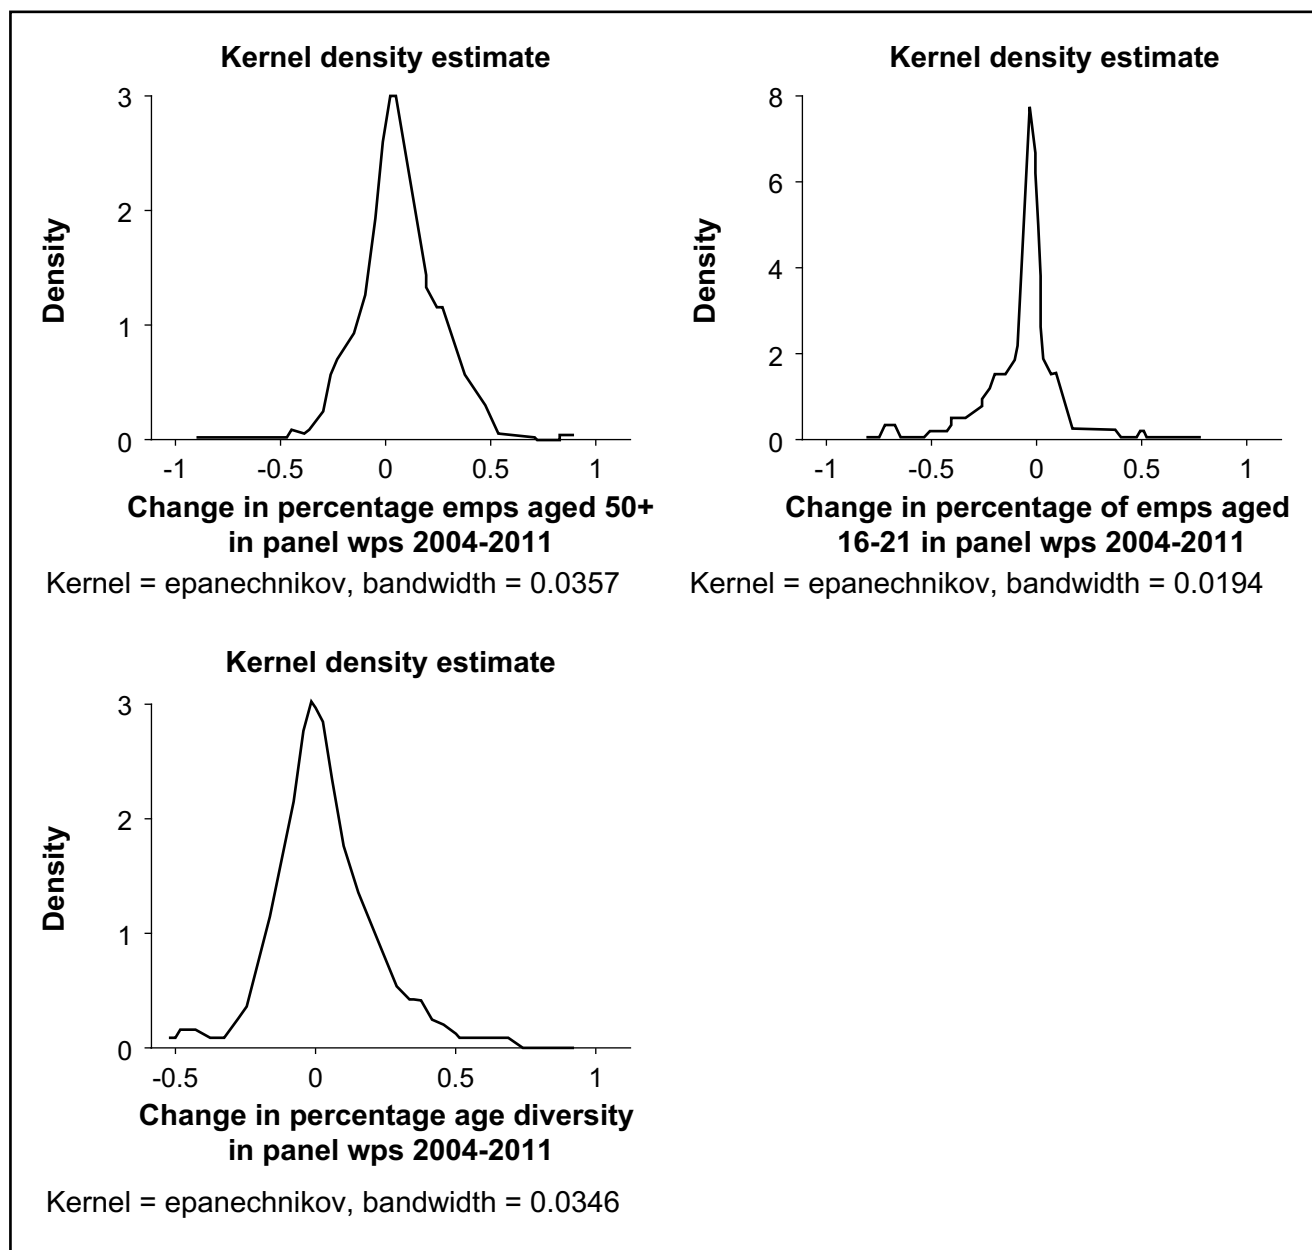 Kernel density estimate
3
2
1
0
Density
-1
-0.5
0
0.5
1
Change in percentage emps aged 50+
in panel wps 2004-2011
Kernel = epanechnikov, bandwidth = 0.0357
Kernel density estimate
8
6
4
2
0
Density
-1
-0.5
0
0.5
1
Change in percentage of emps aged
16-21 in panel wps 2004-2011
Kernel = epanechnikov, bandwidth = 0.0194
Kernel density estimate
3
2
1
0
Density
-0.5
0
0.5
1
Change in percentage age diversity
in panel wps 2004-2011
Kernel = epanechnikov, bandwidth = 0.0346